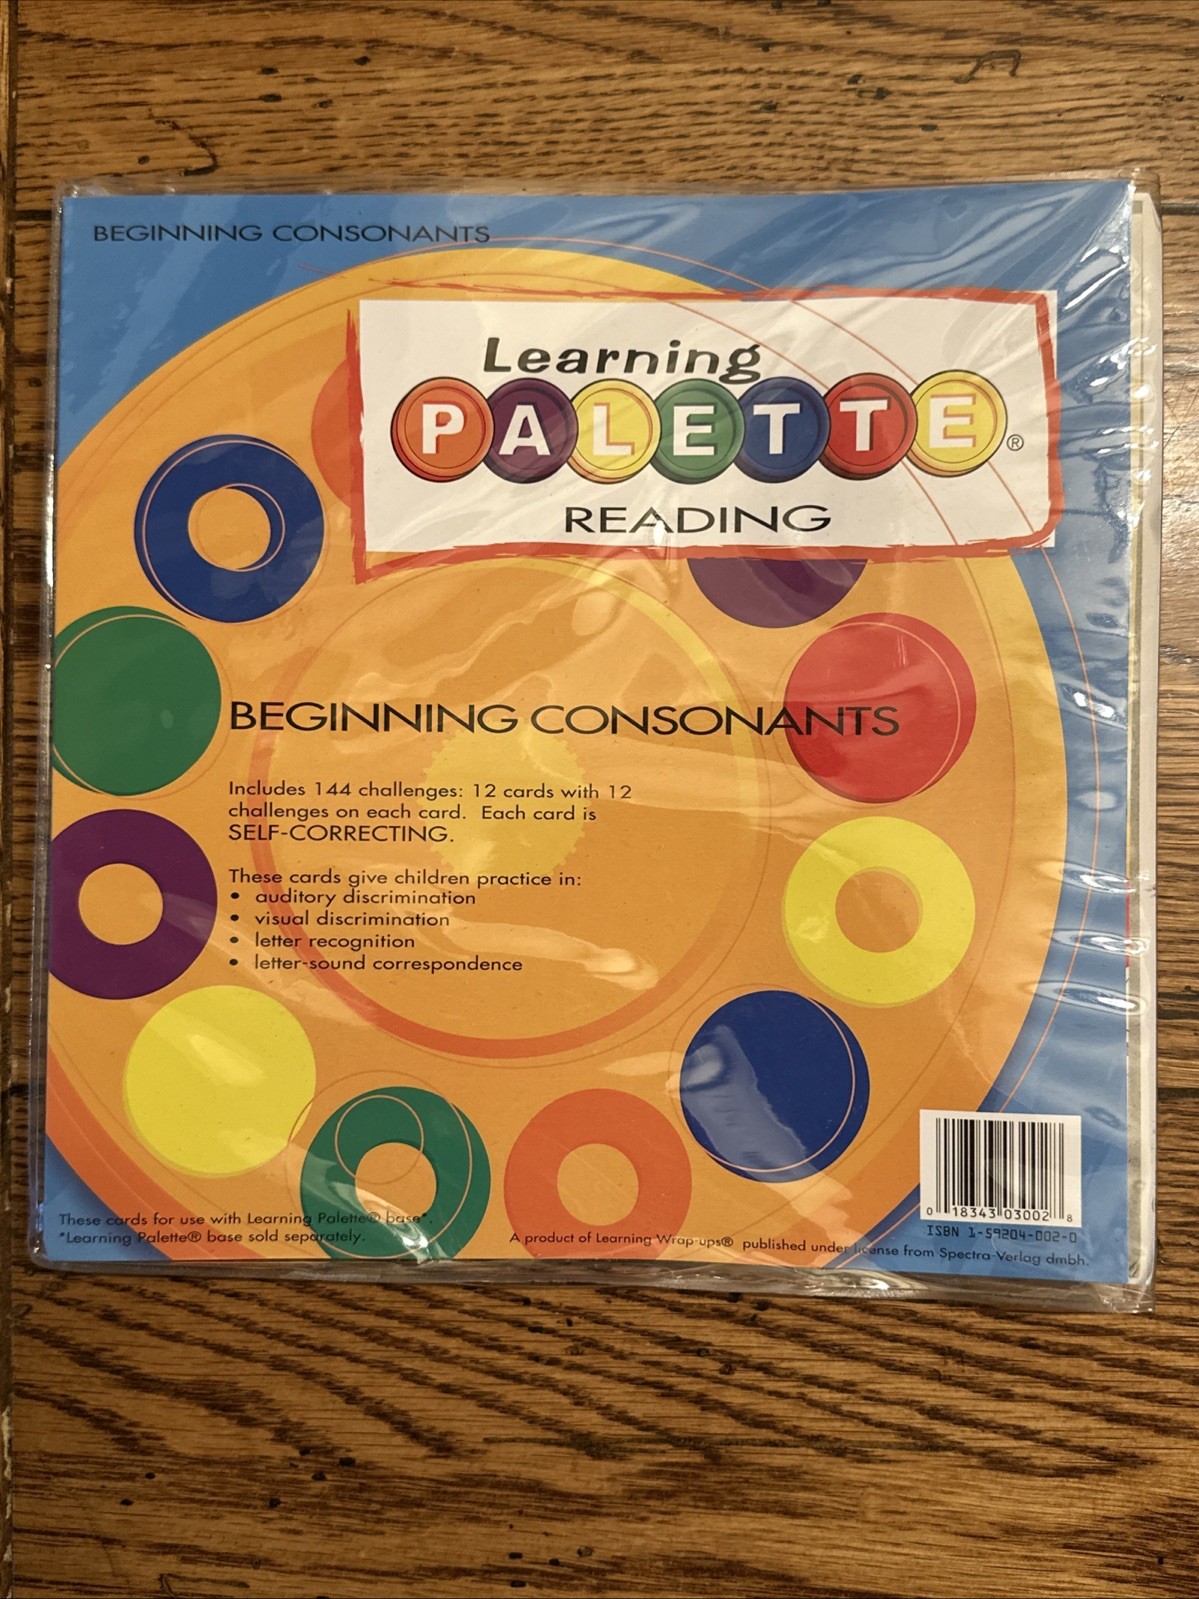 BEGINNING CONSONANTS
Learning
PALETTE®
READING
BEGINNING CONSONANTS
Includes 144 challenges: 12 cards with 12
challenges on each card. Each card is
SELF-CORRECTING.
These cards give children practice in:
• auditory discrimination
• visual discrimination
• letter recognition
• letter-sound correspondence
0 18343 03002 8
ISBN 1-59204-002-0
These cards for use with Learning Palette® base*.
*Learning Palette® base sold separately.
A product of Learning Wrap-ups® published under license from Spectra-Verlag dmbh.